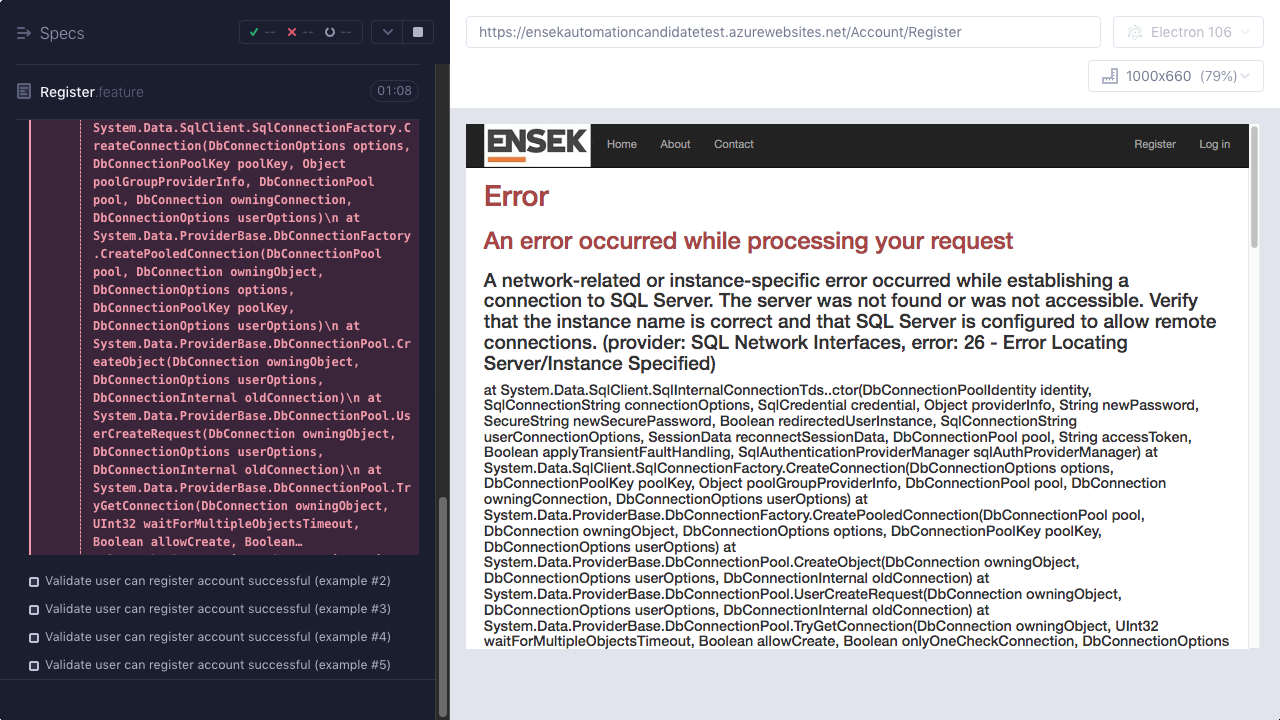 Specs
--
--
--
Register.feature
01:08
System.Data.SqlClient.SqlConnectionFactory.C
reateConnection(DbConnectionOptions options,
DbConnectionPoolKey poolKey, Object
poolGroupProviderInfo, DbConnectionPool
pool, DbConnection owningConnection,
DbConnectionOptions userOptions)\n at
System.Data.ProviderBase.DbConnectionFactory
.CreatePooledConnection(DbConnectionPool
pool, DbConnection owningObject,
DbConnectionOptions options,
DbConnectionPoolKey poolKey,
DbConnectionOptions userOptions)\n at
System.Data.ProviderBase.DbConnectionPool.Cr
eateObject(DbConnection owningObject,
DbConnectionOptions userOptions,
DbConnectionInternal oldConnection)\n at
System.Data.ProviderBase.DbConnectionPool.Us
erCreateRequest(DbConnection owningObject,
DbConnectionOptions userOptions,
DbConnectionInternal oldConnection)\n at
System.Data.ProviderBase.DbConnectionPool.Tr
yGetConnection(DbConnection owningObject,
UInt32 waitForMultipleObjectsTimeout,
Boolean allowCreate, Boolean…
Validate user can register account successful (example #2)
Validate user can register account successful (example #3)
Validate user can register account successful (example #4)
Validate user can register account successful (example #5)
https://ensekautomationcandidatetest.azurewebsites.net/Account/Register
Electron 106
1000x660 (79%)
ENSEK
Home
About
Contact
Register
Log in
Error
An error occurred while processing your request
A network-related or instance-specific error occurred while establishing a
connection to SQL Server. The server was not found or was not accessible. Verify
that the instance name is correct and that SQL Server is configured to allow remote
connections. (provider: SQL Network Interfaces, error: 26 - Error Locating
Server/Instance Specified)
at System.Data.SqlClient.SqlInternalConnectionTds..ctor(DbConnectionPoolIdentity identity,
SqlConnectionString connectionOptions, SqlCredential credential, Object providerInfo, String newPassword,
SecureString newSecurePassword, Boolean redirectedUserInstance, SqlConnectionString
userConnectionOptions, SessionData reconnectSessionData, DbConnectionPool pool, String accessToken,
Boolean applyTransientFaultHandling, SqlAuthenticationProviderManager sqlAuthProviderManager) at
System.Data.SqlClient.SqlConnectionFactory.CreateConnection(DbConnectionOptions options,
DbConnectionPoolKey poolKey, Object poolGroupProviderInfo, DbConnectionPool pool, DbConnection
owningConnection, DbConnectionOptions userOptions) at
System.Data.ProviderBase.DbConnectionFactory.CreatePooledConnection(DbConnectionPool pool,
DbConnection owningObject, DbConnectionOptions options, DbConnectionPoolKey poolKey,
DbConnectionOptions userOptions) at
System.Data.ProviderBase.DbConnectionPool.CreateObject(DbConnection owningObject,
DbConnectionOptions userOptions, DbConnectionInternal oldConnection) at
System.Data.ProviderBase.DbConnectionPool.UserCreateRequest(DbConnection owningObject,
DbConnectionOptions userOptions, DbConnectionInternal oldConnection) at
System.Data.ProviderBase.DbConnectionPool.TryGetConnection(DbConnection owningObject, UInt32
waitForMultipleObjectsTimeout, Boolean allowCreate, Boolean onlyOneCheckConnection, DbConnectionOptions